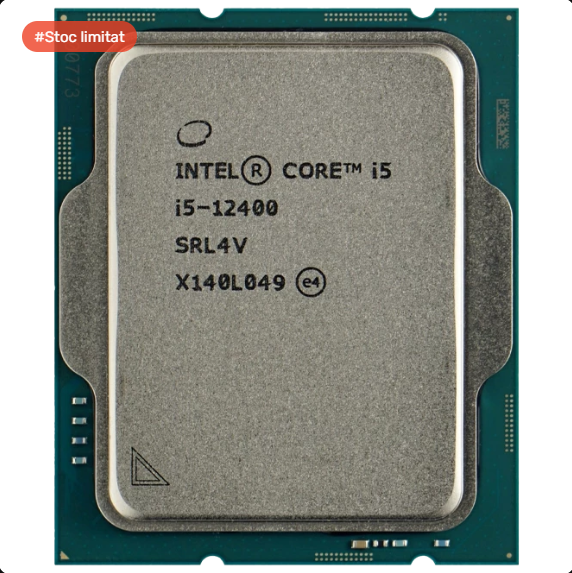 #Stoc limitat
INTEL® CORE™ i5
i5-12400
SRL4V
X140L049 e4